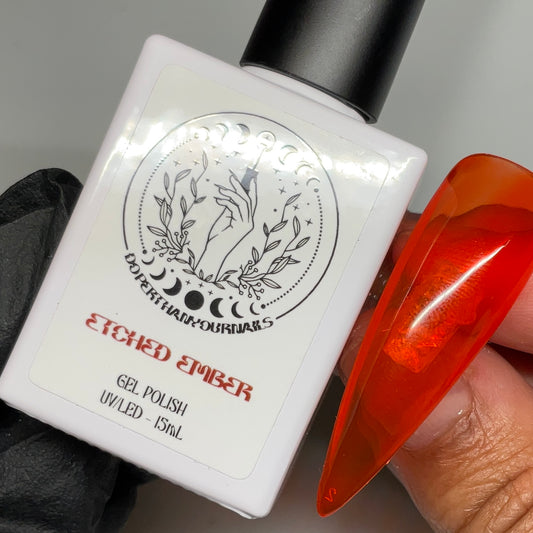 DOPERTHANYOURNAILS
ETCHED EMBER
GEL POLISH
UV/LED - 15mL